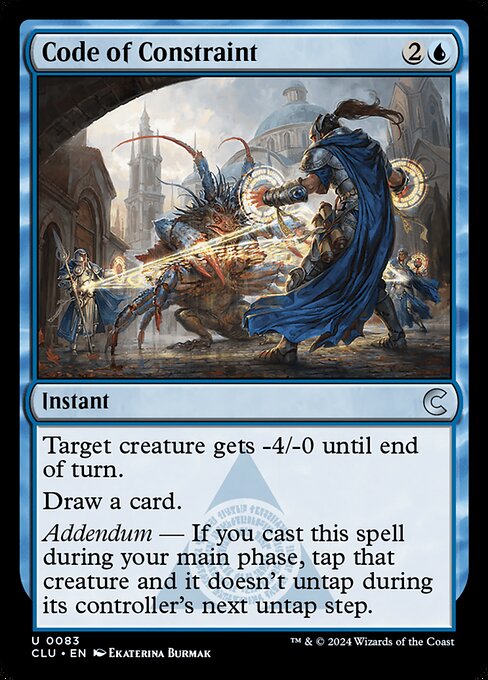 Code of Constraint 2
Instant
Target creature gets -4/-0 until end
of turn.
Draw a card.
Addendum — If you cast this spell
during your main phase, tap that
creature and it doesn't untap during
its controller's next untap step.
U 0083
CLU • EN Ekaterina Burmak
™ & © 2024 Wizards of the Coast